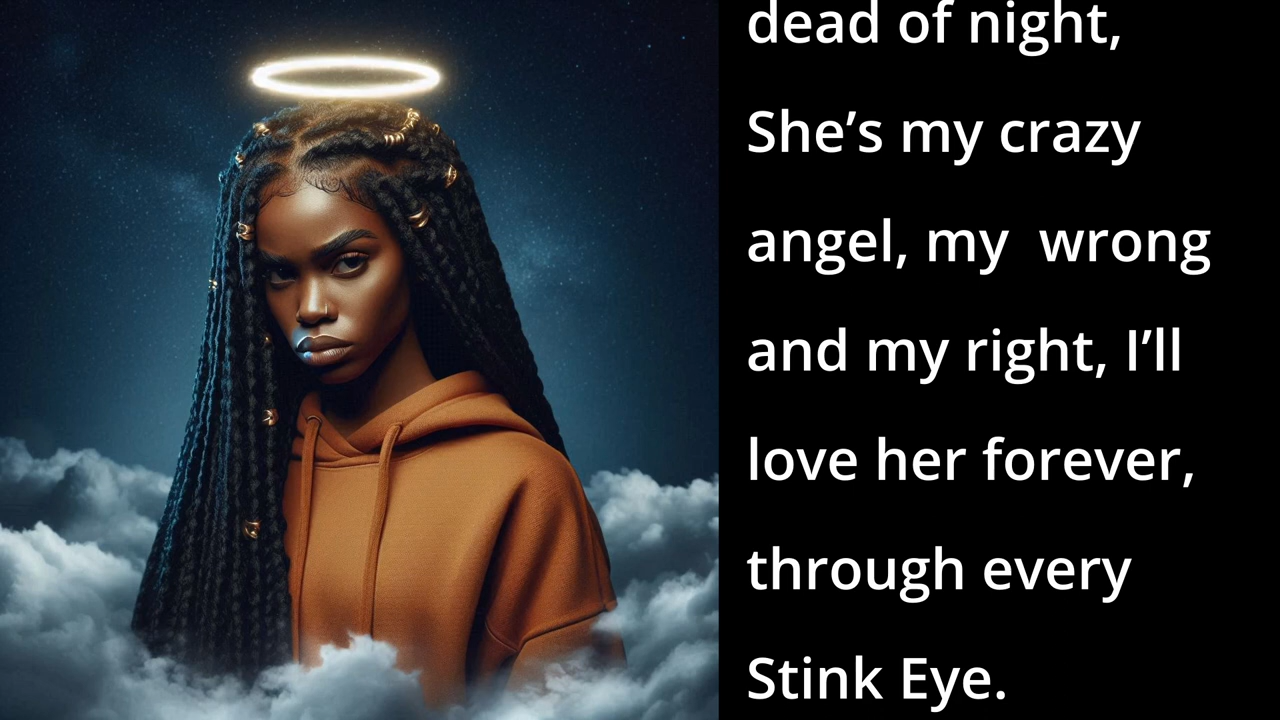 dead of night,
She’s my crazy
angel, my  wrong
and my right, I’ll
love her forever,
through every
Stink Eye.